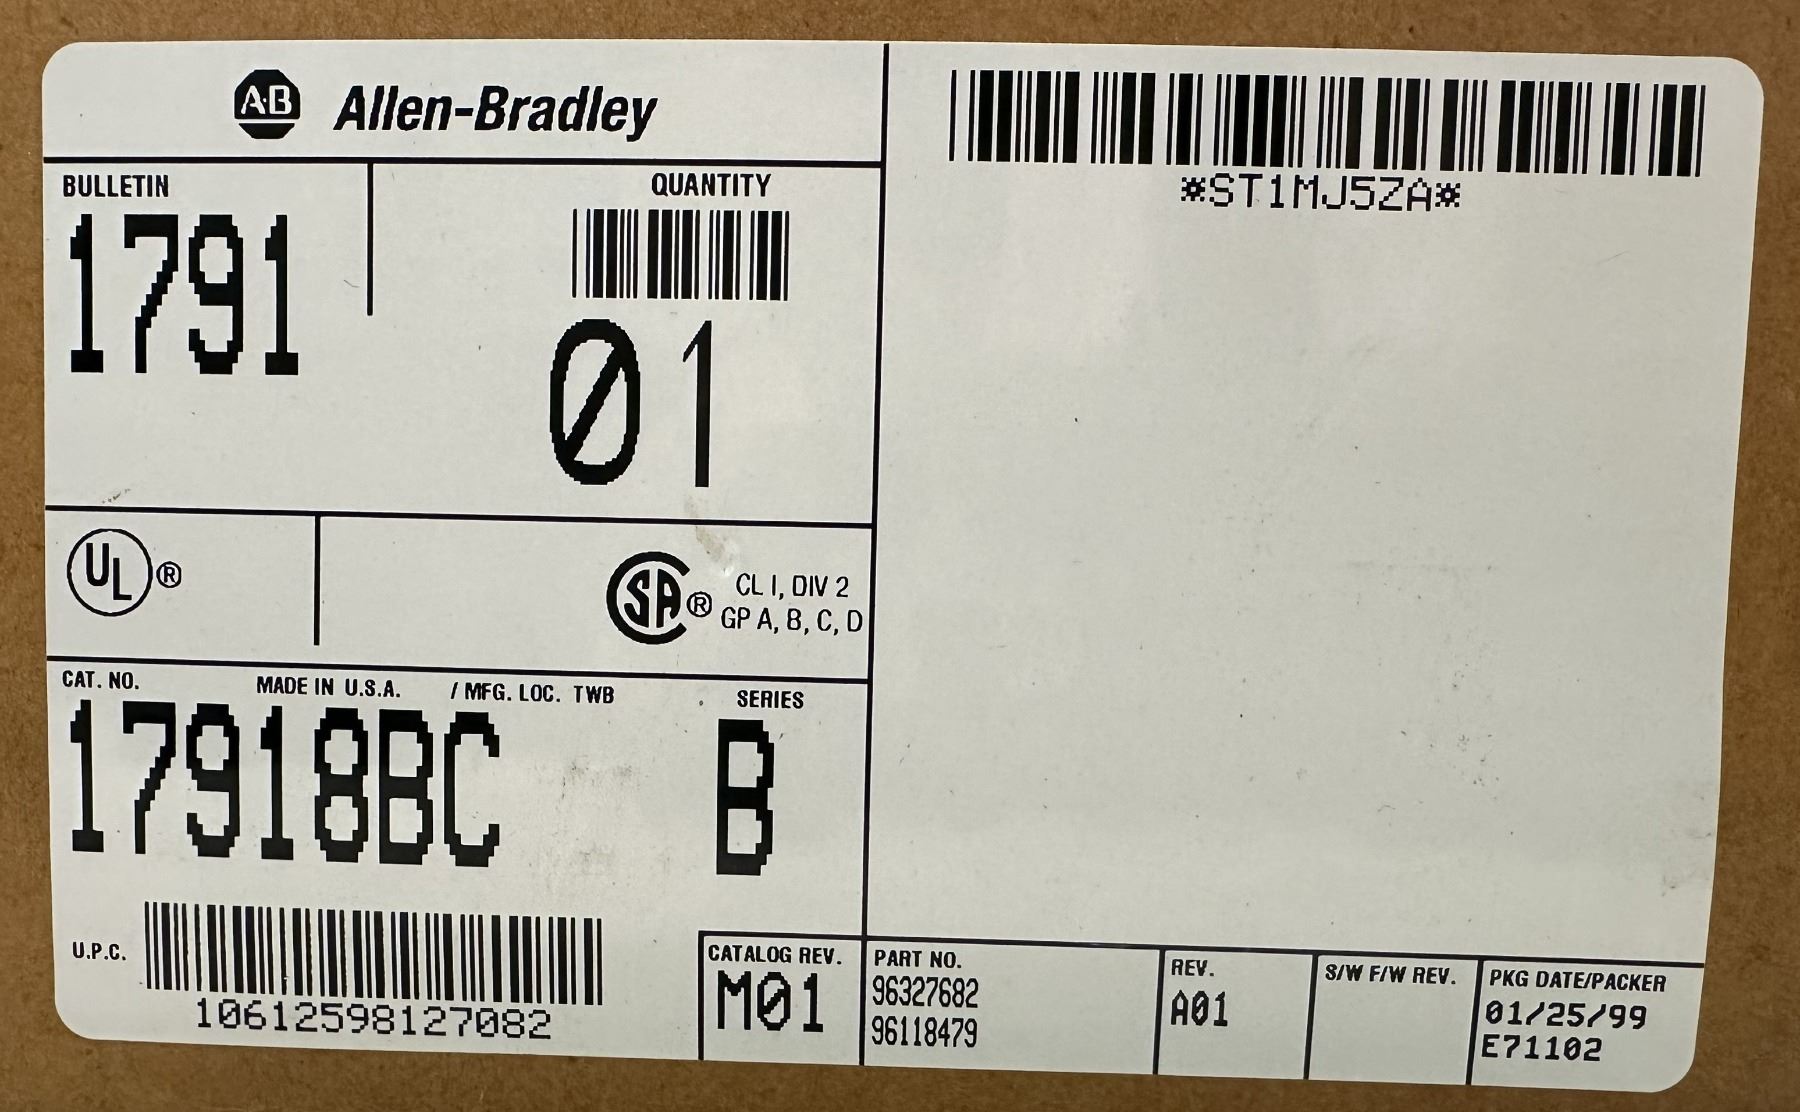 A·B Allen-Bradley
*ST1MJ5ZA*
BULLETIN
1791
QUANTITY
01
UL®
SA® CL I, DIV 2
GP A, B, C, D
CAT. NO. MADE IN U.S.A. / MFG. LOC. TWB
17918BC
SERIES
B
U.P.C.
10612598127082
CATALOG REV.
M01
PART NO.
96327682
96118479
REV.
A01
S/W F/W REV.
PKG DATE/PACKER
01/25/99
E71102